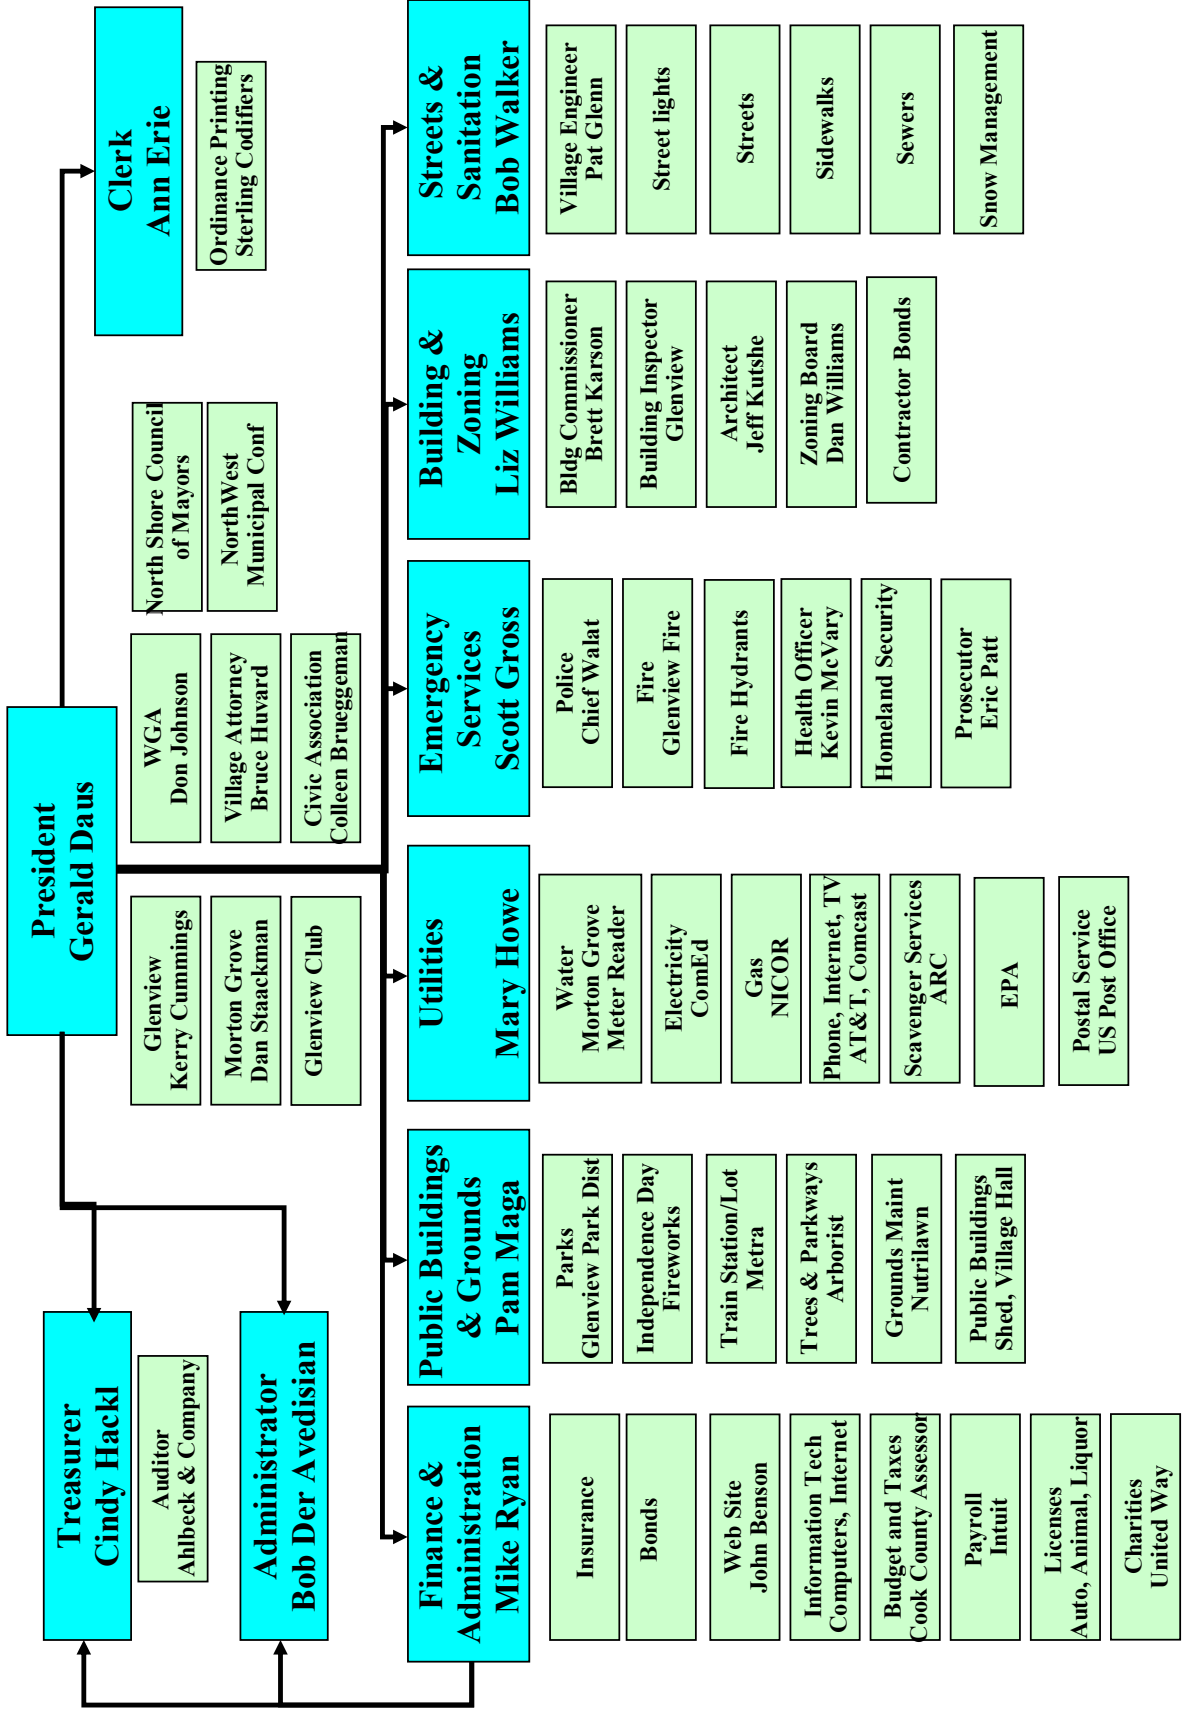 President
Gerald Daus
Clerk
Ann Erie
Ordinance Printing
Sterling Codifiers
Treasurer
Cindy Hackl
Auditor
Ahlbeck & Company
Administrator
Bob Der Avedisian
Glenview
Kerry Cummings
Morton Grove
Dan Staackman
Glenview Club
WGA
Don Johnson
Village Attorney
Bruce Huvard
Civic Association
Colleen Brueggeman
North Shore Council
of Mayors
NorthWest
Municipal Conf
Finance &
Administration
Mike Ryan
Insurance
Bonds
Web Site
John Benson
Information Tech
Computers, Internet
Budget and Taxes
Cook County Assessor
Payroll
Intuit
Licenses
Auto, Animal, Liquor
Charities
United Way
Public Buildings
& Grounds
Pam Maga
Parks
Glenview Park Dist
Independence Day
Fireworks
Train Station/Lot
Metra
Trees & Parkways
Arborist
Grounds Maint
Nutrilawn
Public Buildings
Shed, Village Hall
Utilities
Mary Howe
Water
Morton Grove
Meter Reader
Electricity
ComEd
Gas
NICOR
Phone, Internet, TV
AT&T, Comcast
Scavenger Services
ARC
EPA
Postal Service
US Post Office
Emergency
Services
Scott Gross
Police
Chief Walat
Fire
Glenview Fire
Fire Hydrants
Health Officer
Kevin McVary
Homeland Security
Prosecutor
Eric Patt
Building &
Zoning
Liz Williams
Bldg Commissioner
Brett Karson
Building Inspector
Glenview
Architect
Jeff Kutshe
Zoning Board
Dan Williams
Contractor Bonds
Streets &
Sanitation
Bob Walker
Village Engineer
Pat Glenn
Street lights
Streets
Sidewalks
Sewers
Snow Management